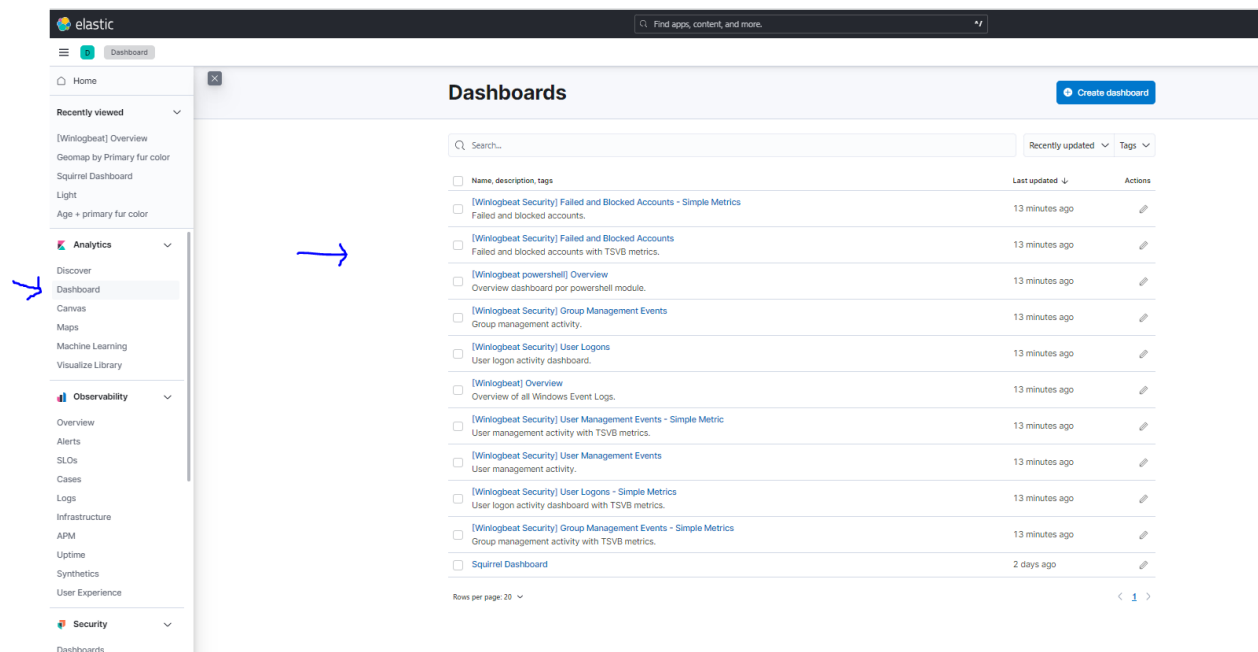 elastic
Find apps, content, and more.
^/
D
Dashboard
Home
Recently viewed
[Winlogbeat] Overview
Geomap by Primary fur color
Squirrel Dashboard
Light
Age + primary fur color
Analytics
Discover
Dashboard
Canvas
Maps
Machine Learning
Visualize Library
Observability
Overview
Alerts
SLOs
Cases
Logs
Infrastructure
APM
Uptime
Synthetics
User Experience
Security
Dashboards
Dashboards
Create dashboard
Search...
Recently updated
Tags
Name, description, tags
Last updated
Actions
[Winlogbeat Security] Failed and Blocked Accounts - Simple Metrics
Failed and blocked accounts.
13 minutes ago
[Winlogbeat Security] Failed and Blocked Accounts
Failed and blocked accounts with TSVB metrics.
13 minutes ago
[Winlogbeat powershell] Overview
Overview dashboard por powershell module.
13 minutes ago
[Winlogbeat Security] Group Management Events
Group management activity.
13 minutes ago
[Winlogbeat Security] User Logons
User logon activity dashboard.
13 minutes ago
[Winlogbeat] Overview
Overview of all Windows Event Logs.
13 minutes ago
[Winlogbeat Security] User Management Events - Simple Metric
User management activity with TSVB metrics.
13 minutes ago
[Winlogbeat Security] User Management Events
User management activity.
13 minutes ago
[Winlogbeat Security] User Logons - Simple Metrics
User logon activity dashboard with TSVB metrics.
13 minutes ago
[Winlogbeat Security] Group Management Events - Simple Metrics
Group management activity with TSVB metrics.
13 minutes ago
Squirrel Dashboard
2 days ago
Rows per page: 20
1